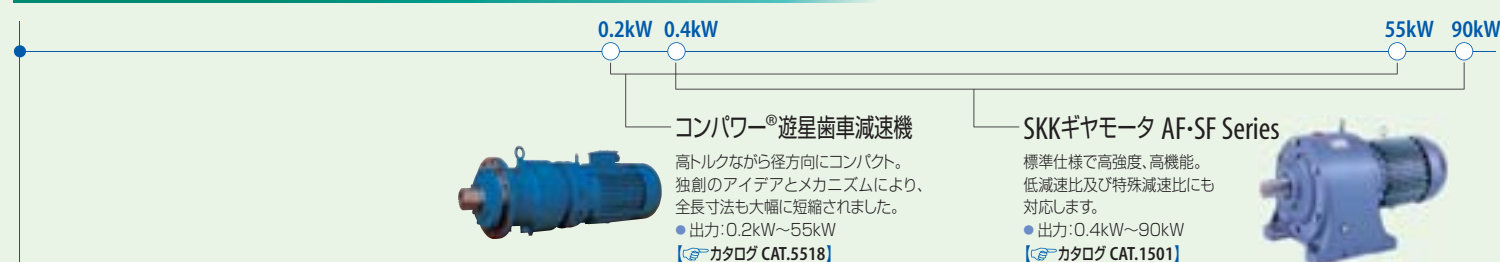 0.2kW 0.4kW 55kW 90kW
コンパワー®遊星歯車減速機
高トルクながら径方向にコンパクト。
独創のアイデアとメカニズムにより、
全長寸法も大幅に短縮されました。
●出力：0.2kW〜55kW
【☞カタログ CAT.5518】
SKKギヤモータ AF・SF Series
標準仕様で高強度、高機能。
低減速比及び特殊減速比にも
対応します。
●出力：0.4kW〜90kW
【☞カタログ CAT.1501】